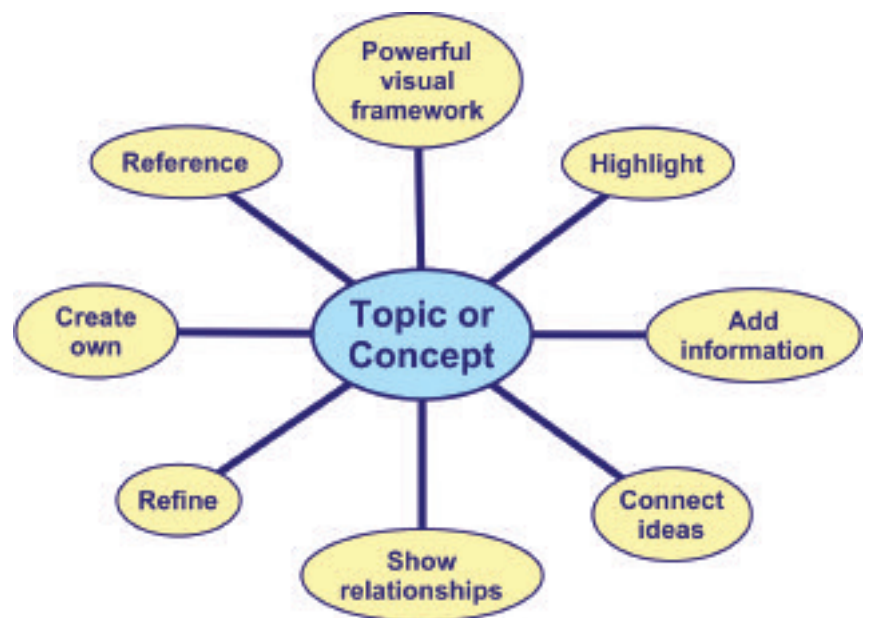 Powerful
visual
framework
Reference
Highlight
Topic or
Concept
Create
own
Add
information
Refine
Connect
ideas
Show
relationships